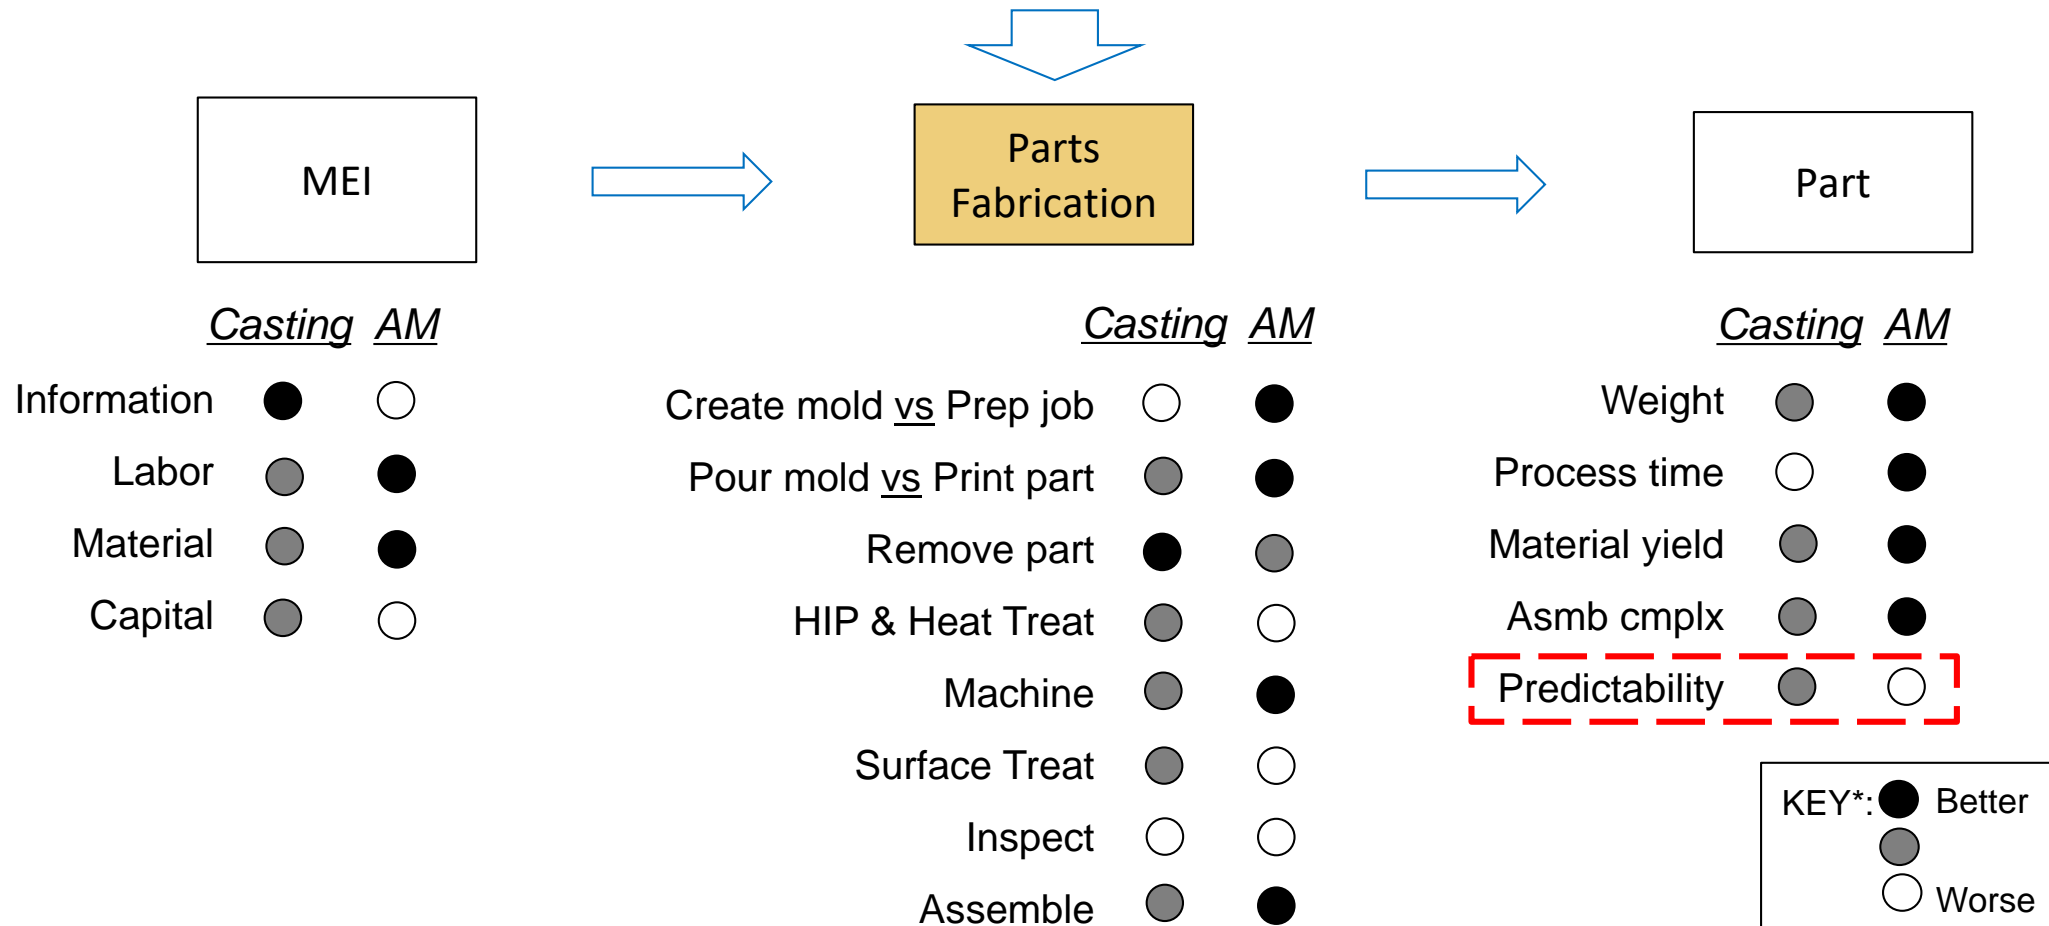 MEI
Parts
Fabrication
Part
Casting AM
Information
Labor
Material
Capital
Casting AM
Create mold vs Prep job
Pour mold vs Print part
Remove part
HIP & Heat Treat
Machine
Surface Treat
Inspect
Assemble
Casting AM
Weight
Process time
Material yield
Asmb cmplx
Predictability
KEY*: Better
Worse